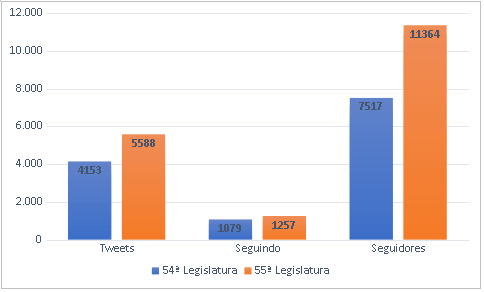 12.000
10.000
8.000
6.000
4.000
2.000
0
4153
5588
1079
1257
7517
11364
Tweets
Seguindo
Seguidores
54ª Legislatura
55ª Legislatura